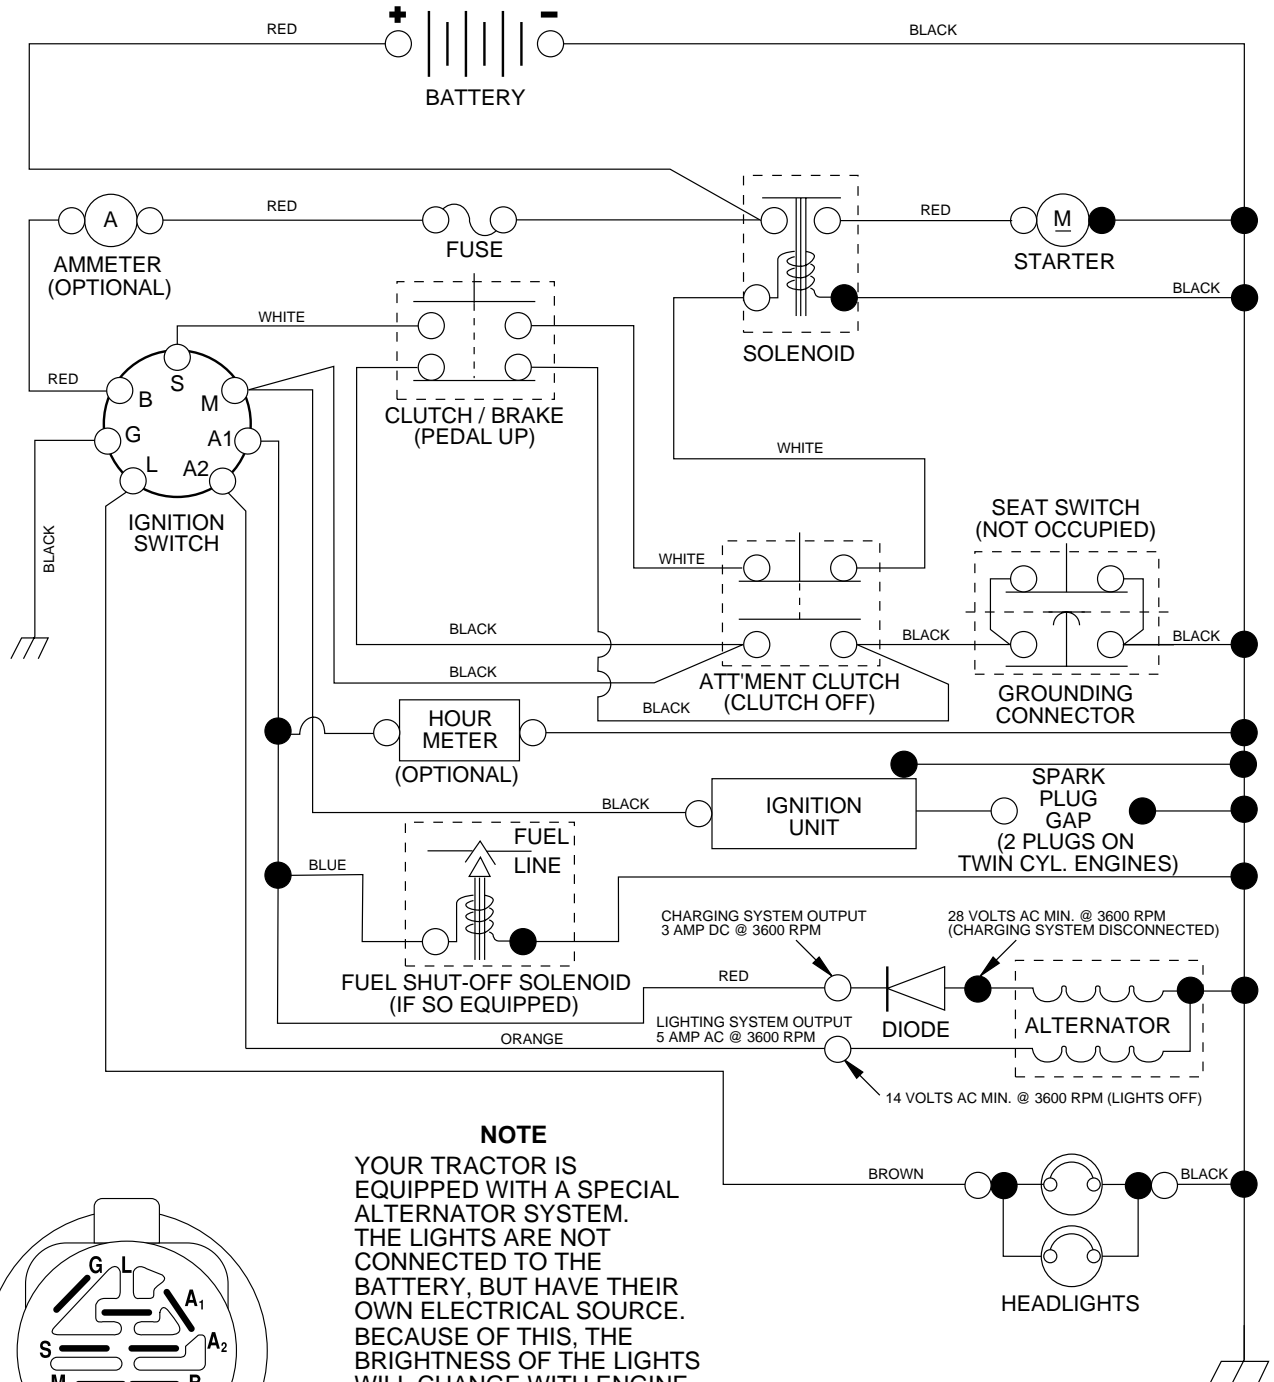 + −
RED
BLACK
BATTERY
RED
A
FUSE
RED
M
STARTER
AMMETER
(OPTIONAL)
BLACK
WHITE
SOLENOID
S
RED
B
M
CLUTCH / BRAKE
(PEDAL UP)
G
A1
L
A2
WHITE
IGNITION
SWITCH
BLACK
SEAT SWITCH
(NOT OCCUPIED)
WHITE
BLACK
BLACK
BLACK
BLACK
ATT'MENT CLUTCH
(CLUTCH OFF)
BLACK
GROUNDING
CONNECTOR
HOUR
METER
(OPTIONAL)
BLACK
IGNITION
UNIT
SPARK
PLUG
GAP
(2 PLUGS ON
TWIN CYL. ENGINES)
FUEL
LINE
BLUE
CHARGING SYSTEM OUTPUT
3 AMP DC @ 3600 RPM
28 VOLTS AC MIN. @ 3600 RPM
(CHARGING SYSTEM DISCONNECTED)
FUEL SHUT-OFF SOLENOID
(IF SO EQUIPPED)
RED
DIODE
ALTERNATOR
LIGHTING SYSTEM OUTPUT
5 AMP AC @ 3600 RPM
ORANGE
14 VOLTS AC MIN. @ 3600 RPM (LIGHTS OFF)
NOTE
YOUR TRACTOR IS
EQUIPPED WITH A SPECIAL
ALTERNATOR SYSTEM.
THE LIGHTS ARE NOT
CONNECTED TO THE
BATTERY, BUT HAVE THEIR
OWN ELECTRICAL SOURCE.
BECAUSE OF THIS, THE
BRIGHTNESS OF THE LIGHTS
WILL CHANGE WITH ENGINE
BROWN
BLACK
HEADLIGHTS
G L
A1
A2
S
M
B